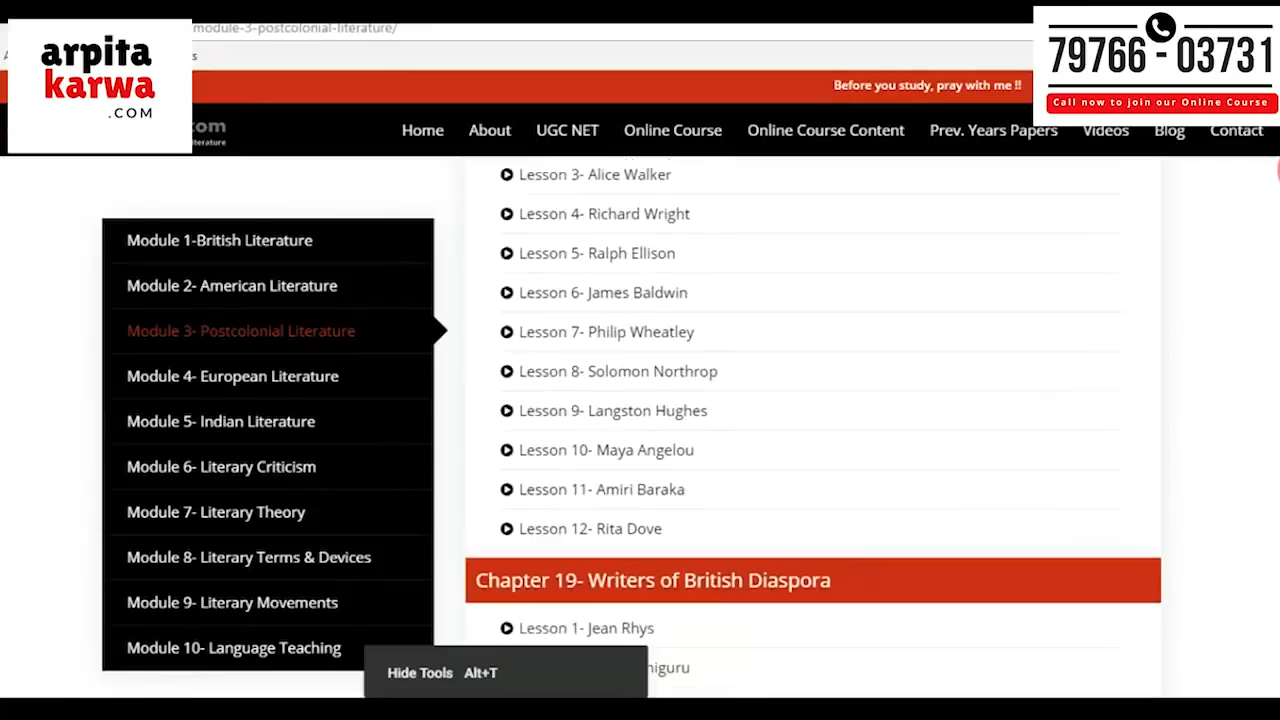 module-3-postcolonial-literature/
arpita
karwa
.COM
79766 - 03731
Call now to join our Online Course
Before you study, pray with me !!
com
iterature
Home
About
UGC NET
Online Course
Online Course Content
Prev. Years Papers
Videos
Blog
Contact
Module 1-British Literature
Module 2- American Literature
Module 3- Postcolonial Literature
Module 4- European Literature
Module 5- Indian Literature
Module 6- Literary Criticism
Module 7- Literary Theory
Module 8- Literary Terms & Devices
Module 9- Literary Movements
Module 10- Language Teaching
Lesson 3- Alice Walker
Lesson 4- Richard Wright
Lesson 5- Ralph Ellison
Lesson 6- James Baldwin
Lesson 7- Philip Wheatley
Lesson 8- Solomon Northrop
Lesson 9- Langston Hughes
Lesson 10- Maya Angelou
Lesson 11- Amiri Baraka
Lesson 12- Rita Dove
Chapter 19- Writers of British Diaspora
Lesson 1- Jean Rhys
higuru
Hide Tools Alt+T